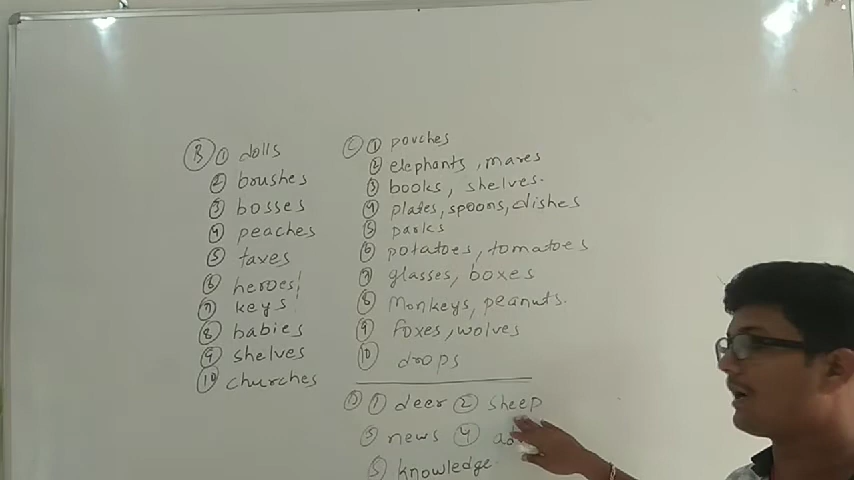 B 1 dolls
2 brushes
3 bosses
4 peaches
5 taxes
6 heroes
7 keys
8 babies
9 shelves
10 churches
C 1 pouches
2 elephants, mares
3 books, shelves.
4 plates, spoons, dishes
5 parks
6 potatoes, tomatoes
7 glasses, boxes
8 Monkeys, peanuts.
9 foxes, wolves
10 drops
D 1 deer 2 sheep
3 news 4
5 knowledge.